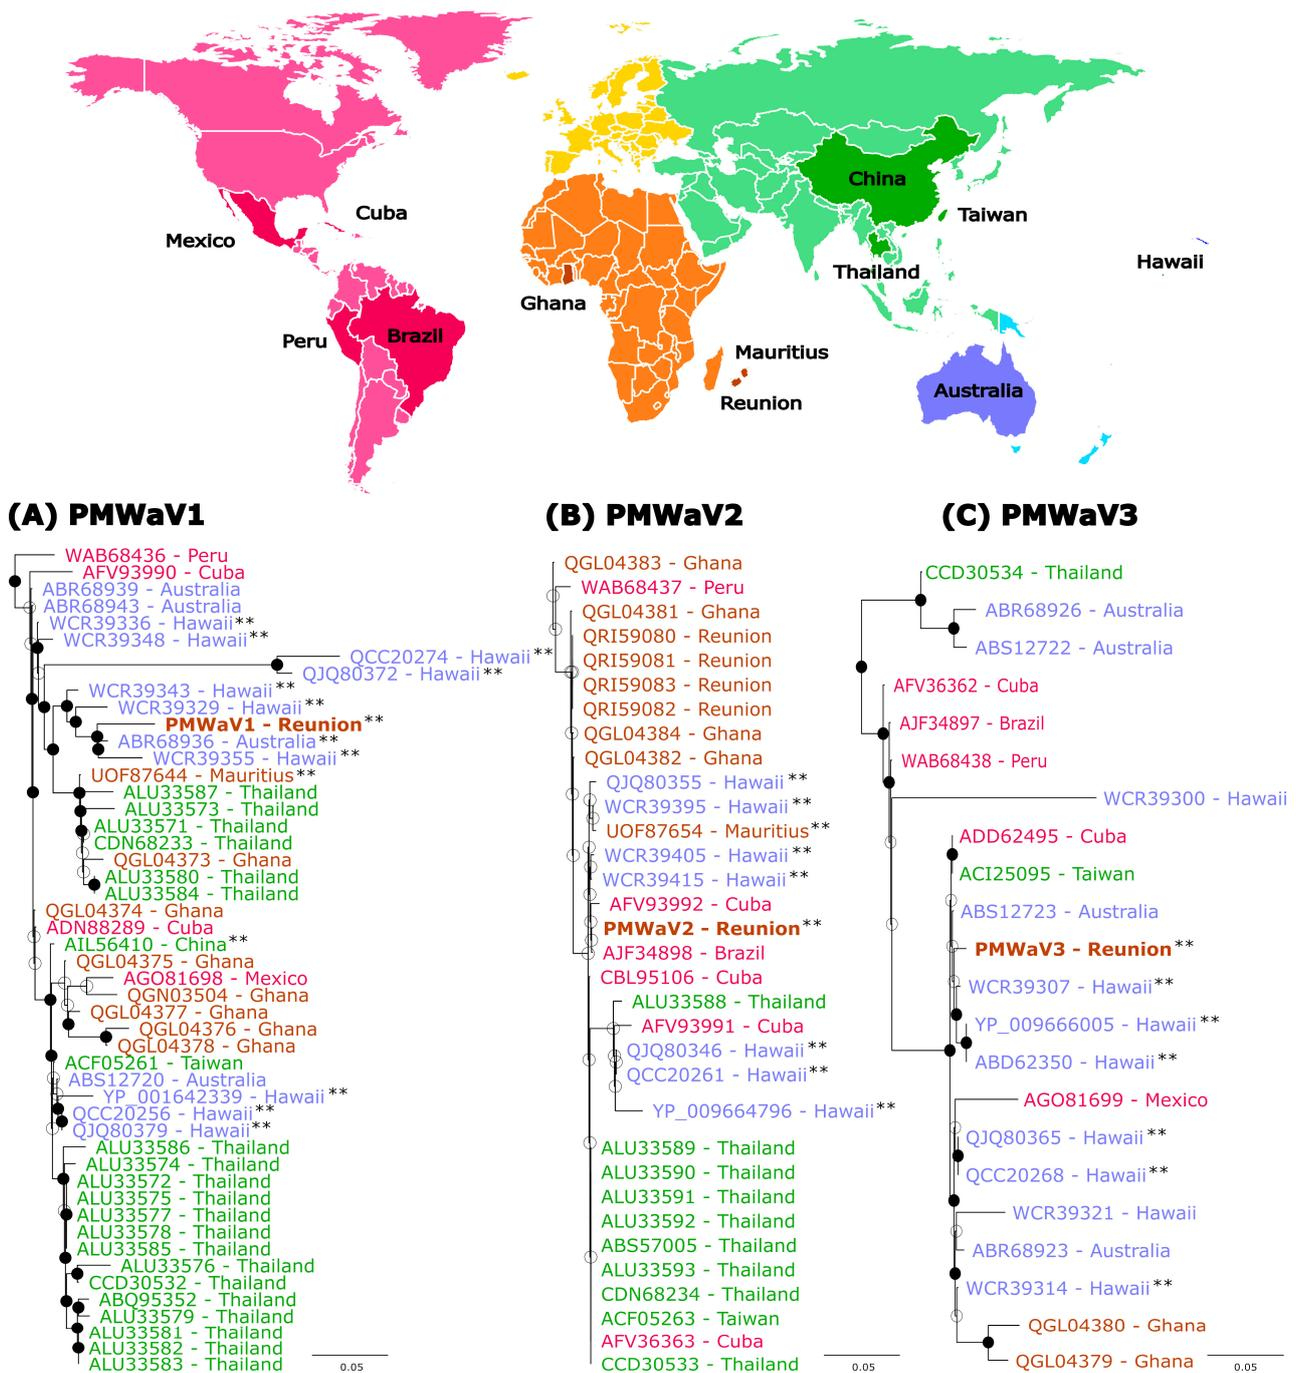 Cuba
Mexico
Peru
Brazil
Ghana
Mauritius
Reunion
China
Taiwan
Thailand
Hawaii
Australia
(A) PMWaV1
WAB68436 - Peru
AFV93990 - Cuba
ABR68939 - Australia
ABR68943 - Australia
WCR39336 - Hawaii**
WCR39348 - Hawaii**
QCC20274 - Hawaii**
QJQ80372 - Hawaii**
WCR39343 - Hawaii**
WCR39329 - Hawaii**
PMWaV1 - Reunion**
ABR68936 - Australia**
WCR39355 - Hawaii**
UOF87644 - Mauritius**
ALU33587 - Thailand
ALU33573 - Thailand
ALU33571 - Thailand
CDN68233 - Thailand
QGL04373 - Ghana
ALU33580 - Thailand
ALU33584 - Thailand
QGL04374 - Ghana
ADN88289 - Cuba
AIL56410 - China**
QGL04375 - Ghana
AGO81698 - Mexico
QGN03504 - Ghana
QGL04377 - Ghana
QGL04376 - Ghana
QGL04378 - Ghana
ACF05261 - Taiwan
ABS12720 - Australia
YP_001642339 - Hawaii**
QCC20256 - Hawaii**
QJQ80379 - Hawaii**
ALU33586 - Thailand
ALU33574 - Thailand
ALU33572 - Thailand
ALU33575 - Thailand
ALU33577 - Thailand
ALU33578 - Thailand
ALU33585 - Thailand
ALU33576 - Thailand
CCD30532 - Thailand
ABQ95352 - Thailand
ALU33579 - Thailand
ALU33581 - Thailand
ALU33582 - Thailand
ALU33583 - Thailand
0.05
(B) PMWaV2
QGL04383 - Ghana
WAB68437 - Peru
QGL04381 - Ghana
QRI59080 - Reunion
QRI59081 - Reunion
QRI59083 - Reunion
QRI59082 - Reunion
QGL04384 - Ghana
QGL04382 - Ghana
QJQ80355 - Hawaii**
WCR39395 - Hawaii**
UOF87654 - Mauritius**
WCR39405 - Hawaii**
WCR39415 - Hawaii**
AFV93992 - Cuba
PMWaV2 - Reunion**
AJF34898 - Brazil
CBL95106 - Cuba
ALU33588 - Thailand
AFV93991 - Cuba
QJQ80346 - Hawaii**
QCC20261 - Hawaii**
YP_009664796 - Hawaii**
ALU33589 - Thailand
ALU33590 - Thailand
ALU33591 - Thailand
ALU33592 - Thailand
ABS57005 - Thailand
ALU33593 - Thailand
CDN68234 - Thailand
ACF05263 - Taiwan
AFV36363 - Cuba
CCD30533 - Thailand
0.05
(C) PMWaV3
CCD30534 - Thailand
ABR68926 - Australia
ABS12722 - Australia
AFV36362 - Cuba
AJF34897 - Brazil
WAB68438 - Peru
WCR39300 - Hawaii
ADD62495 - Cuba
ACI25095 - Taiwan
ABS12723 - Australia
PMWaV3 - Reunion**
WCR39307 - Hawaii**
YP_009666005 - Hawaii**
ABD62350 - Hawaii**
AGO81699 - Mexico
QJQ80365 - Hawaii**
QCC20268 - Hawaii**
WCR39321 - Hawaii
ABR68923 - Australia
WCR39314 - Hawaii**
QGL04380 - Ghana
QGL04379 - Ghana
0.05